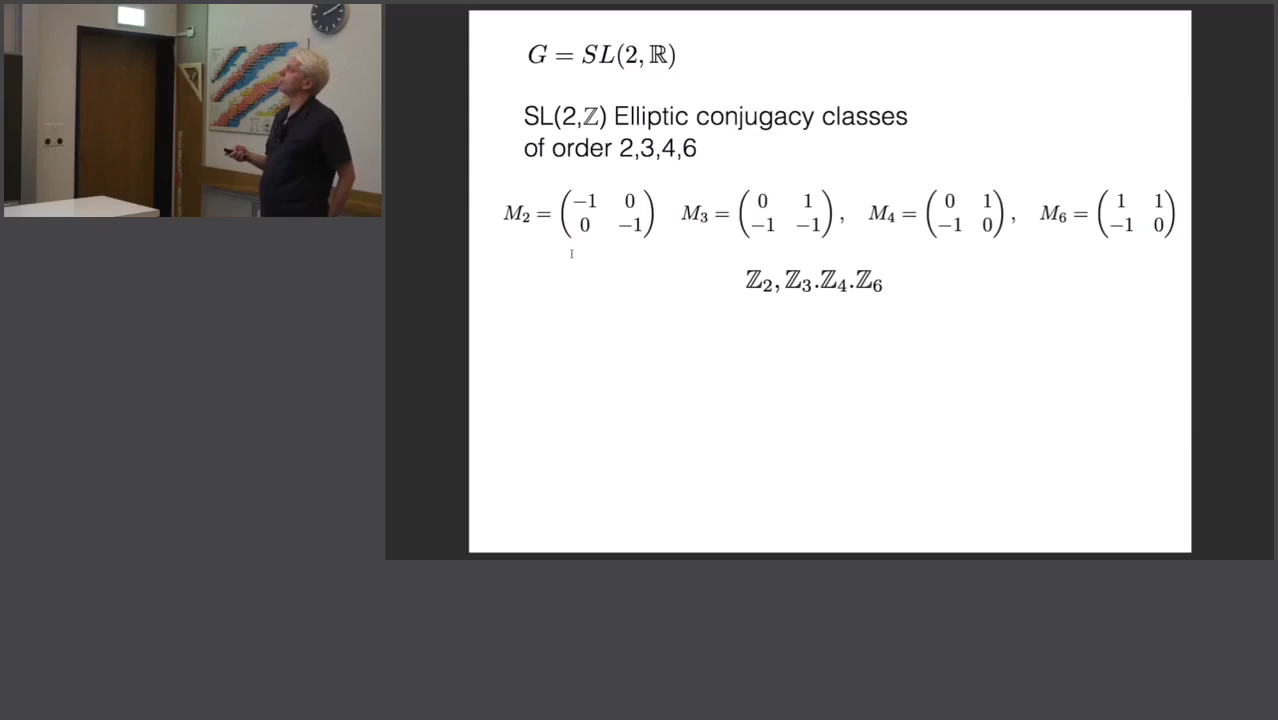 G = SL(2, ℝ)
SL(2,ℤ) Elliptic conjugacy classes
of order 2,3,4,6
M₂ = (−1 0; 0 −1) M₃ = (0 1; −1 −1), M₄ = (0 1; −1 0), M₆ = (1 1; −1 0)
ℤ₂, ℤ₃.ℤ₄.ℤ₆